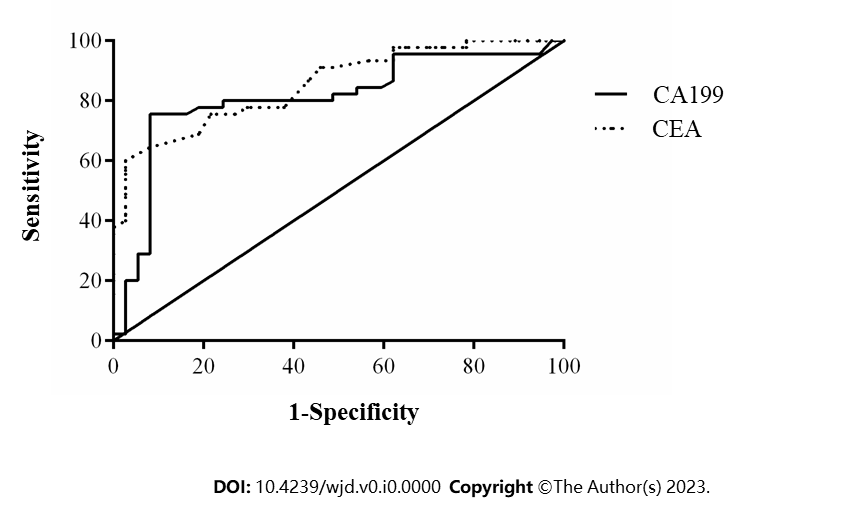 100
80
60
40
20
0
Sensitivity
0 20 40 60 80 100
1-Specificity
CA199
CEA
DOI: 10.4239/wjd.v0.i0.0000 Copyright ©The Author(s) 2023.